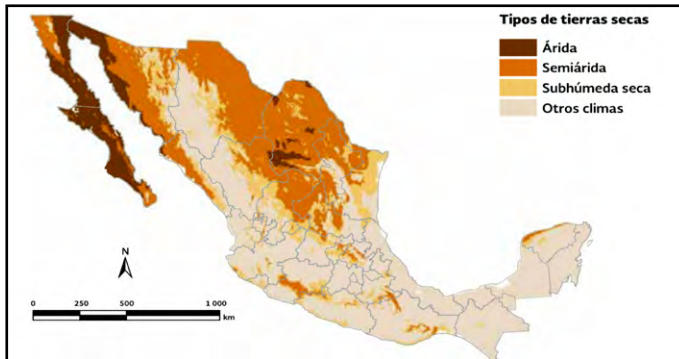 Tipos de tierras secas
Árida
Semiárida
Subhúmeda seca
Otros climas
N
0 250 500 1 000
km